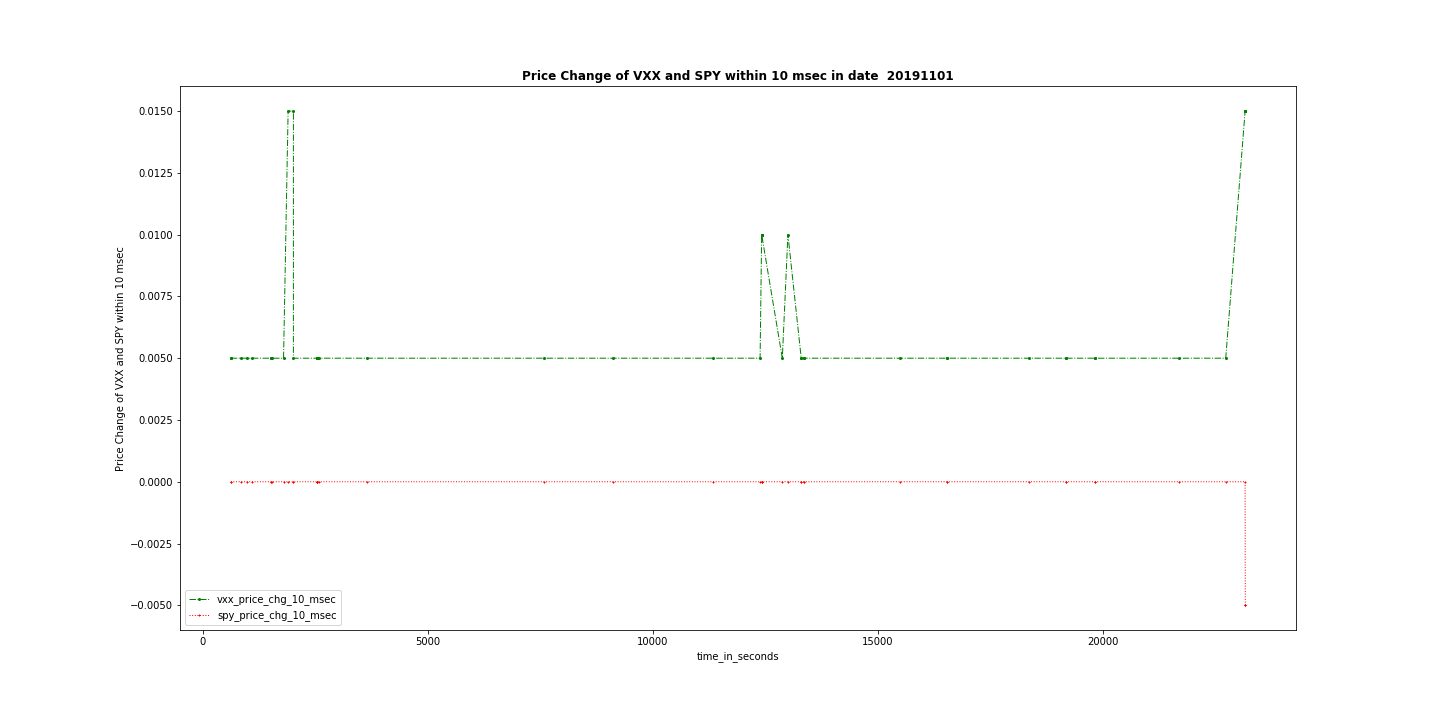 Price Change of VXX and SPY within 10 msec in date  20191101
Price Change of VXX and SPY within 10 msec
0.0150
0.0125
0.0100
0.0075
0.0050
0.0025
0.0000
−0.0025
−0.0050
vxx_price_chg_10_msec
spy_price_chg_10_msec
0 5000 10000 15000 20000
time_in_seconds